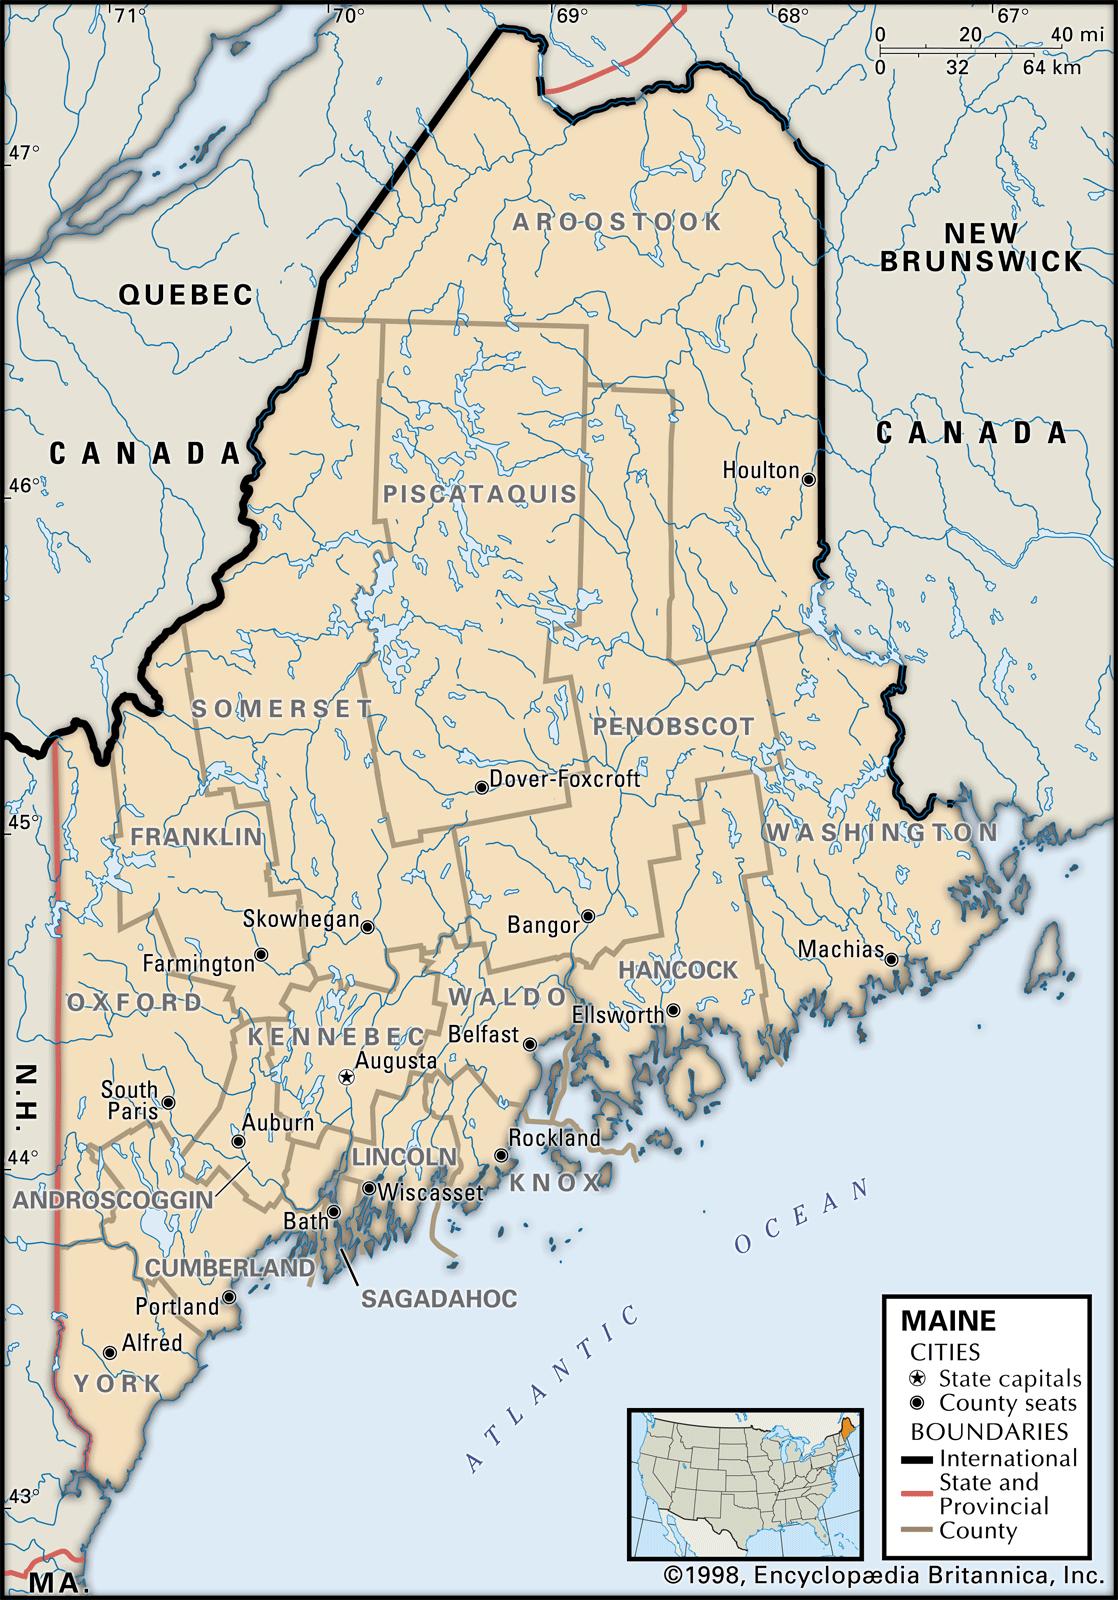 71°
70°
69°
68°
67°
0 20 40 mi
0 32 64 km
47°
AROOSTOOK
NEW
BRUNSWICK
QUEBEC
CANADA
CANADA
Houlton
46°
PISCATAQUIS
SOMERSET
PENOBSCOT
Dover-Foxcroft
45°
FRANKLIN
WASHINGTON
Skowhegan
Bangor
Machias
Farmington
HANCOCK
OXFORD
WALDO
Ellsworth
KENNEBEC
Belfast
Augusta
N.H.
South
Paris
Auburn
Rockland
44°
LINCOLN
KNOX
ANDROSCOGGIN
Wiscasset
Bath
OCEAN
CUMBERLAND
SAGADAHOC
Portland
Alfred
YORK
ATLANTIC
43°
MA.
MAINE
CITIES
State capitals
County seats
BOUNDARIES
International
State and
Provincial
County
©1998, Encyclopædia Britannica, Inc.